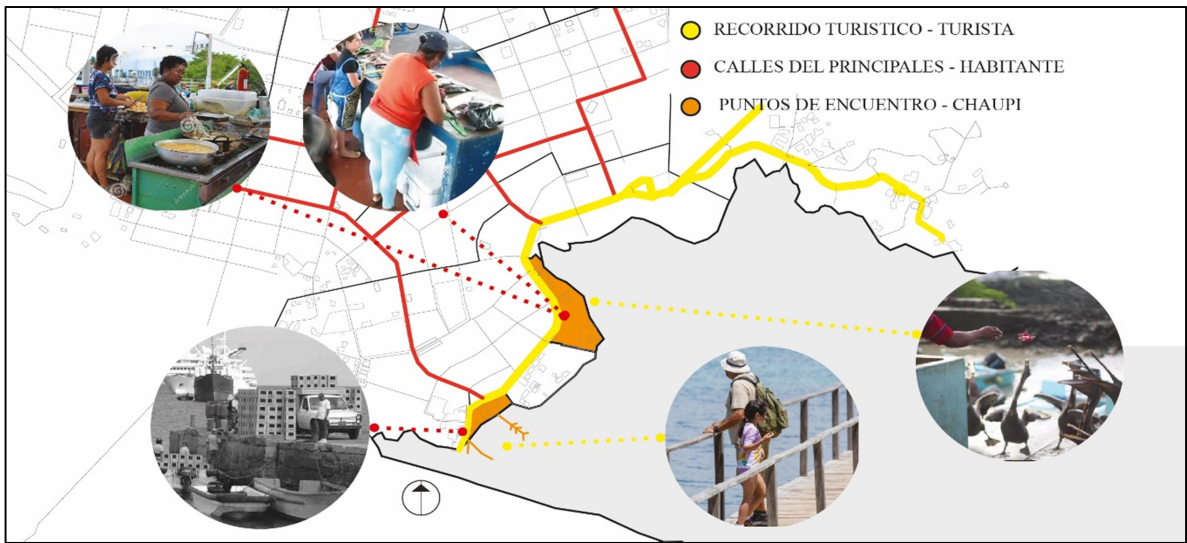 RECORRIDO TURISTICO - TURISTA
CALLES DEL PRINCIPALES - HABITANTE
PUNTOS DE ENCUENTRO - CHAUPI